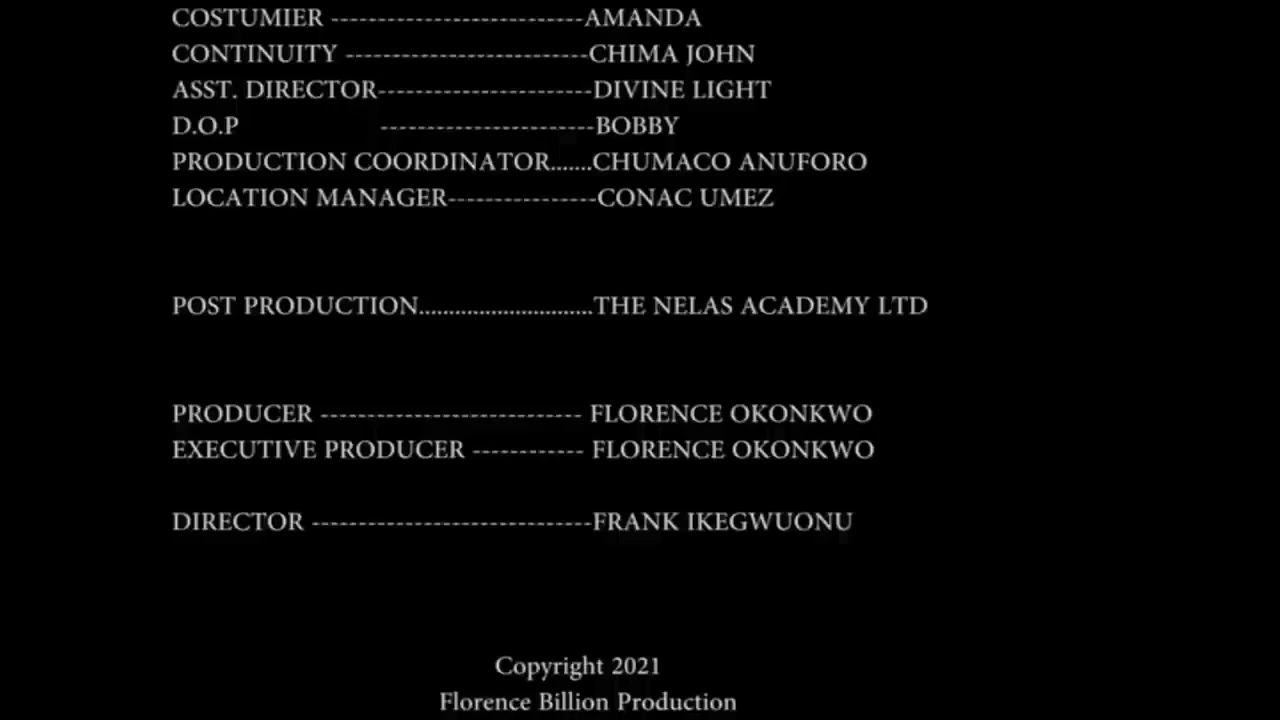 COSTUMIER ---------------------------AMANDA
CONTINUITY --------------------------CHIMA JOHN
ASST. DIRECTOR-----------------------DIVINE LIGHT
D.O.P -----------------------BOBBY
PRODUCTION COORDINATOR.......CHUMACO ANUFORO
LOCATION MANAGER----------------CONAC UMEZ
POST PRODUCTION.............................THE NELAS ACADEMY LTD
PRODUCER ---------------------------- FLORENCE OKONKWO
EXECUTIVE PRODUCER ------------ FLORENCE OKONKWO
DIRECTOR ------------------------------FRANK IKEGWUONU
Copyright 2021
Florence Billion Production